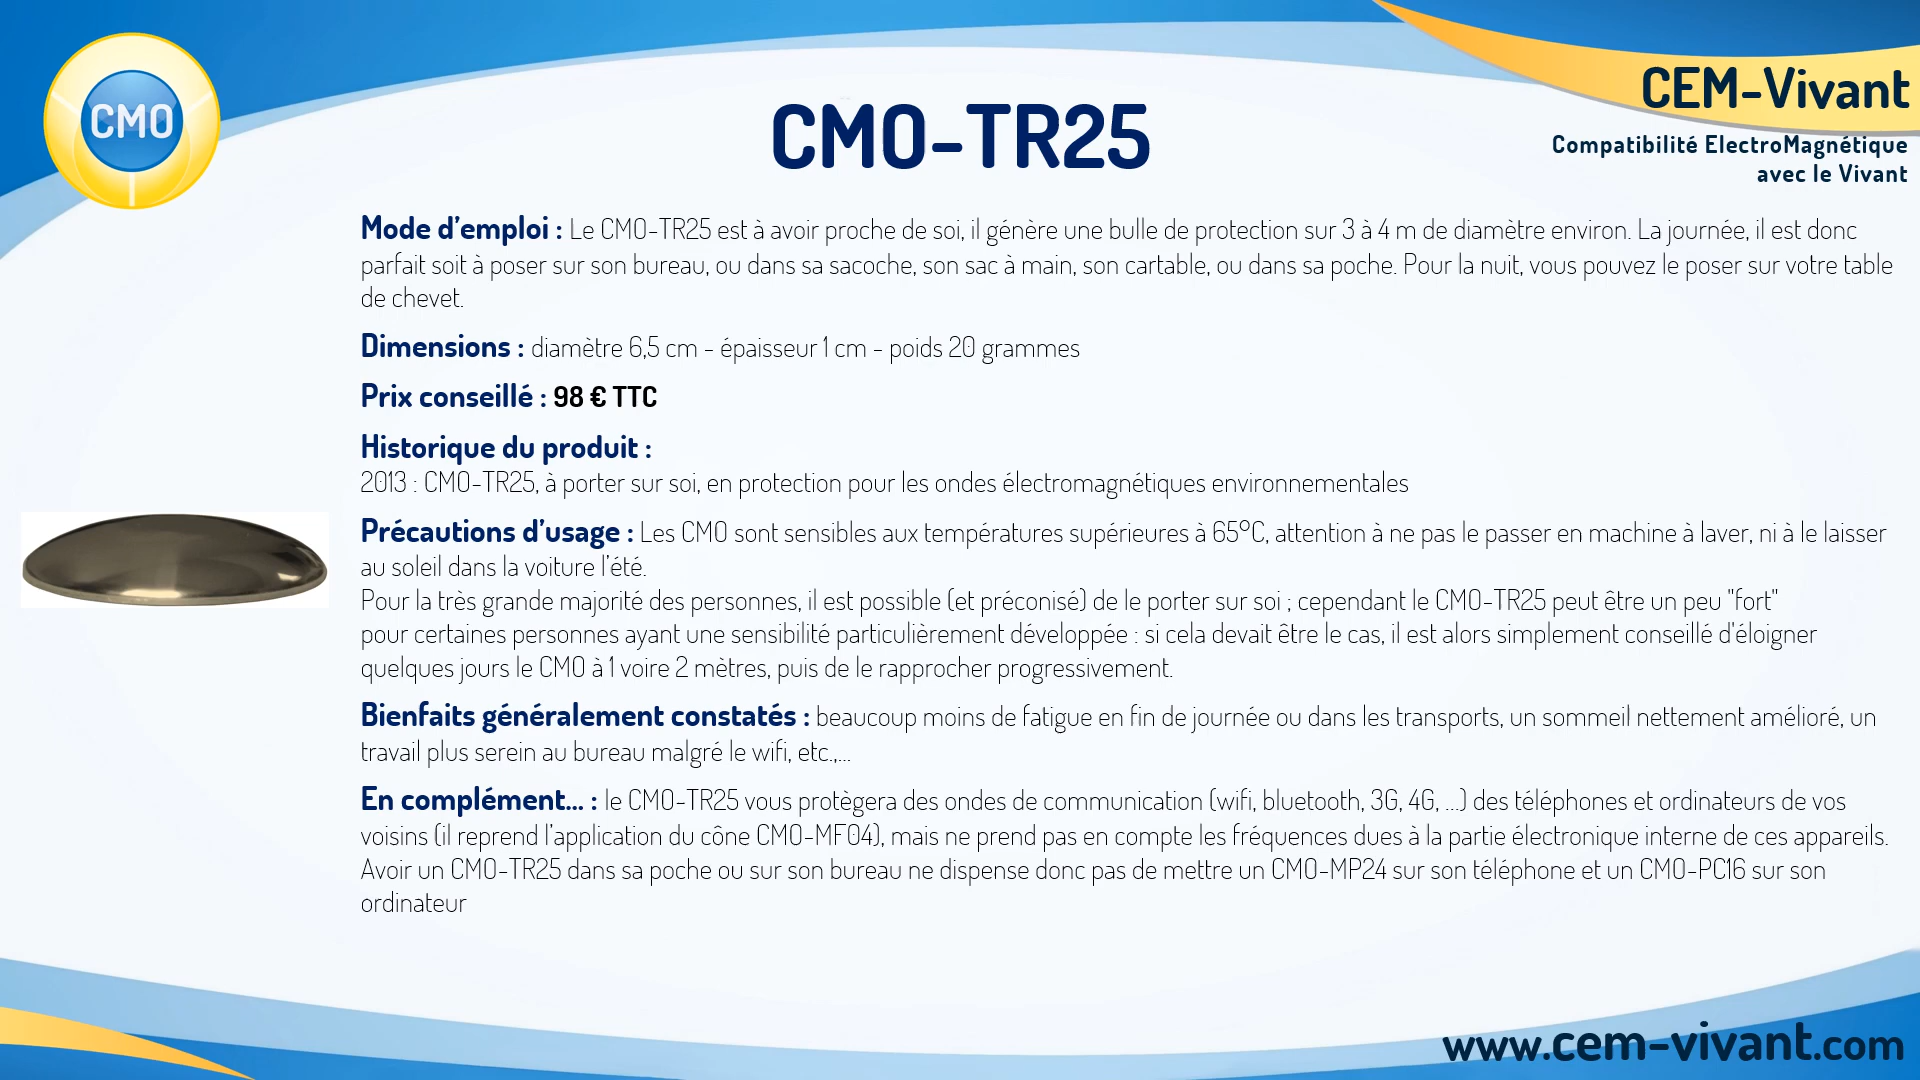 CMO
CEM-Vivant
CMO-TR25
Compatibilité ElectroMagnétique
avec le Vivant
Mode d’emploi : Le CMO-TR25 est à avoir proche de soi, il génère une bulle de protection sur 3 à 4 m de diamètre environ. La journée, il est donc
parfait soit à poser sur son bureau, ou dans sa sacoche, son sac à main, son cartable, ou dans sa poche. Pour la nuit, vous pouvez le poser sur votre table
de chevet.
Dimensions : diamètre 6,5 cm - épaisseur 1 cm - poids 20 grammes
Prix conseillé : 98 € TTC
Historique du produit :
2013 : CMO-TR25, à porter sur soi, en protection pour les ondes électromagnétiques environnementales
Précautions d’usage : Les CMO sont sensibles aux températures supérieures à 65°C, attention à ne pas le passer en machine à laver, ni à le laisser
au soleil dans la voiture l’été.
Pour la très grande majorité des personnes, il est possible (et préconisé) de le porter sur soi ; cependant le CMO-TR25 peut être un peu "fort"
pour certaines personnes ayant une sensibilité particulièrement développée : si cela devait être le cas, il est alors simplement conseillé d'éloigner
quelques jours le CMO à 1 voire 2 mètres, puis de le rapprocher progressivement.
Bienfaits généralement constatés : beaucoup moins de fatigue en fin de journée ou dans les transports, un sommeil nettement amélioré, un
travail plus serein au bureau malgré le wifi, etc.,...
En complément... : le CMO-TR25 vous protègera des ondes de communication (wifi, bluetooth, 3G, 4G, ...) des téléphones et ordinateurs de vos
voisins (il reprend l’application du cône CMO-MF04), mais ne prend pas en compte les fréquences dues à la partie électronique interne de ces appareils.
Avoir un CMO-TR25 dans sa poche ou sur son bureau ne dispense donc pas de mettre un CMO-MP24 sur son téléphone et un CMO-PC16 sur son
ordinateur
www.cem-vivant.com